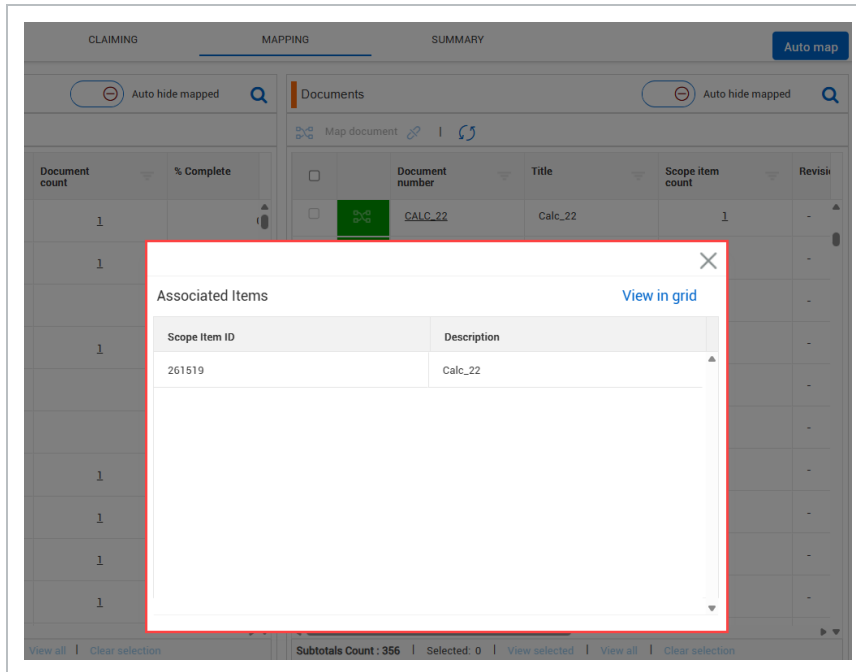 CLAIMING MAPPING SUMMARY Auto map
Auto hide mapped
Documents Auto hide mapped
Map document
Document count % Complete
Document number Title Scope item count
CALC_22 Calc_22 1 -
1
1 -
-
1 -
-
-
1 -
1 -
1 -
1 -
Associated Items View in grid
Scope Item ID Description
261519 Calc_22
View all | Clear selection
Subtotals Count : 356 | Selected: 0 | View selected | View all | Clear selection